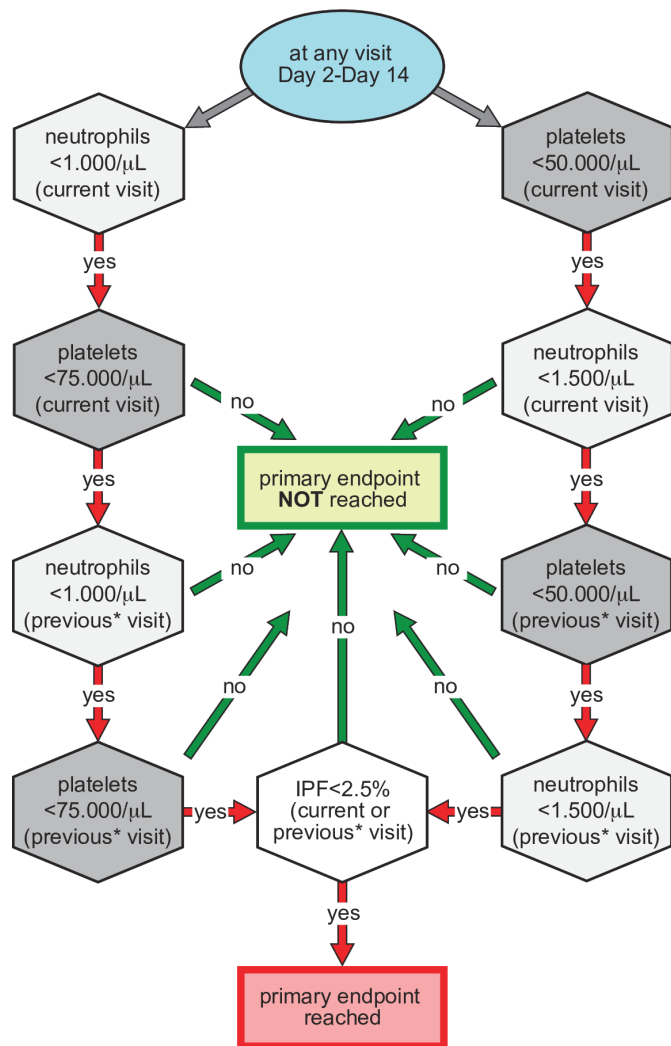 at any visit
Day 2-Day 14
neutrophils
<1.000/μL
(current visit)
platelets
<50.000/μL
(current visit)
yes
yes
platelets
<75.000/μL
(current visit)
neutrophils
<1.500/μL
(current visit)
no
no
yes
yes
primary endpoint
NOT reached
neutrophils
<1.000/μL
(previous* visit)
platelets
<50.000/μL
(previous* visit)
no
no
no
yes
yes
no
no
platelets
<75.000/μL
(previous* visit)
IPF<2.5%
(current or
previous* visit)
neutrophils
<1.500/μL
(previous* visit)
yes
yes
yes
primary endpoint
reached